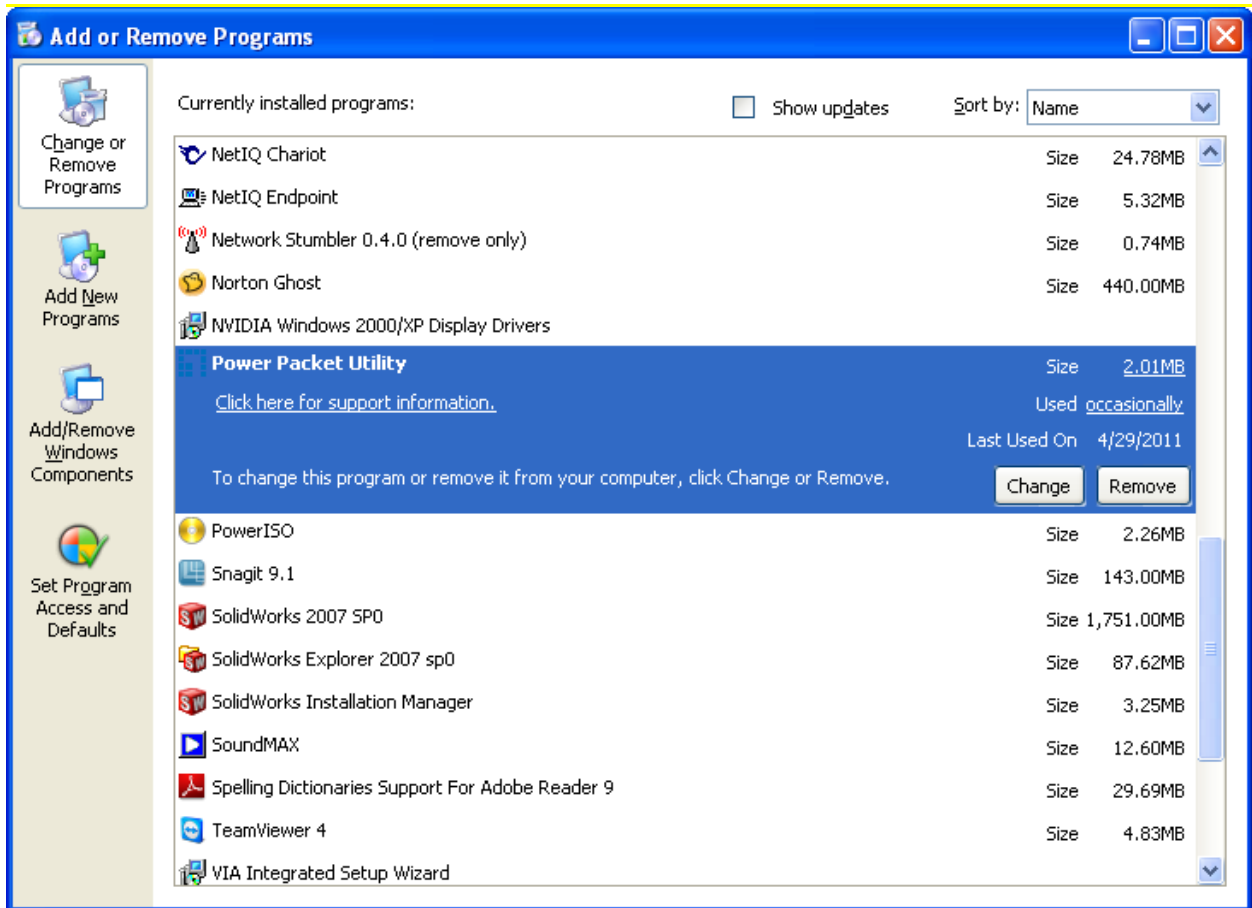 Add or Remove Programs
Change or
Remove
Programs
Add New
Programs
Add/Remove
Windows
Components
Set Program
Access and
Defaults
Currently installed programs:
Show updates
Sort by: Name
NetIQ Chariot Size 24.78MB
NetIQ Endpoint Size 5.32MB
Network Stumbler 0.4.0 (remove only) Size 0.74MB
Norton Ghost Size 440.00MB
NVIDIA Windows 2000/XP Display Drivers
Power Packet Utility Size 2.01MB
Click here for support information. Used occasionally
Last Used On 4/29/2011
To change this program or remove it from your computer, click Change or Remove. Change Remove
PowerISO Size 2.26MB
Snagit 9.1 Size 143.00MB
SolidWorks 2007 SP0 Size 1,751.00MB
SolidWorks Explorer 2007 sp0 Size 87.62MB
SolidWorks Installation Manager Size 3.25MB
SoundMAX Size 12.60MB
Spelling Dictionaries Support For Adobe Reader 9 Size 29.69MB
TeamViewer 4 Size 4.83MB
VIA Integrated Setup Wizard